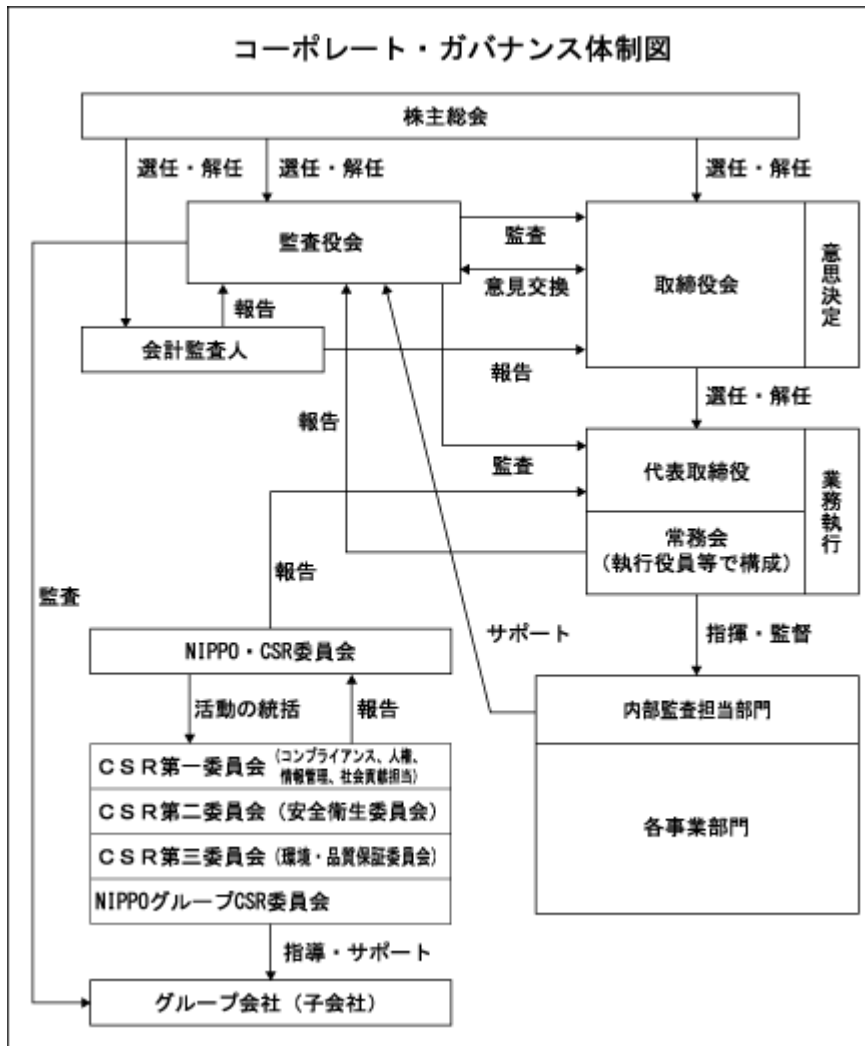 コーポレート・ガバナンス体制図
株主総会
選任・解任
選任・解任
選任・解任
監査役会
監査
意見交換
取締役会
意思決定
報告
会計監査人
報告
選任・解任
報告
監査
代表取締役
業務執行
常務会
(執行役員等で構成)
報告
監査
サポート
指揮・監督
NIPPO・CSR委員会
活動の統括
報告
内部監査担当部門
CSR第一委員会(コンプライアンス、人権、
情報管理、社会貢献担当)
CSR第二委員会(安全衛生委員会)
各事業部門
CSR第三委員会(環境・品質保証委員会)
NIPPOグループCSR委員会
指導・サポート
グループ会社(子会社)